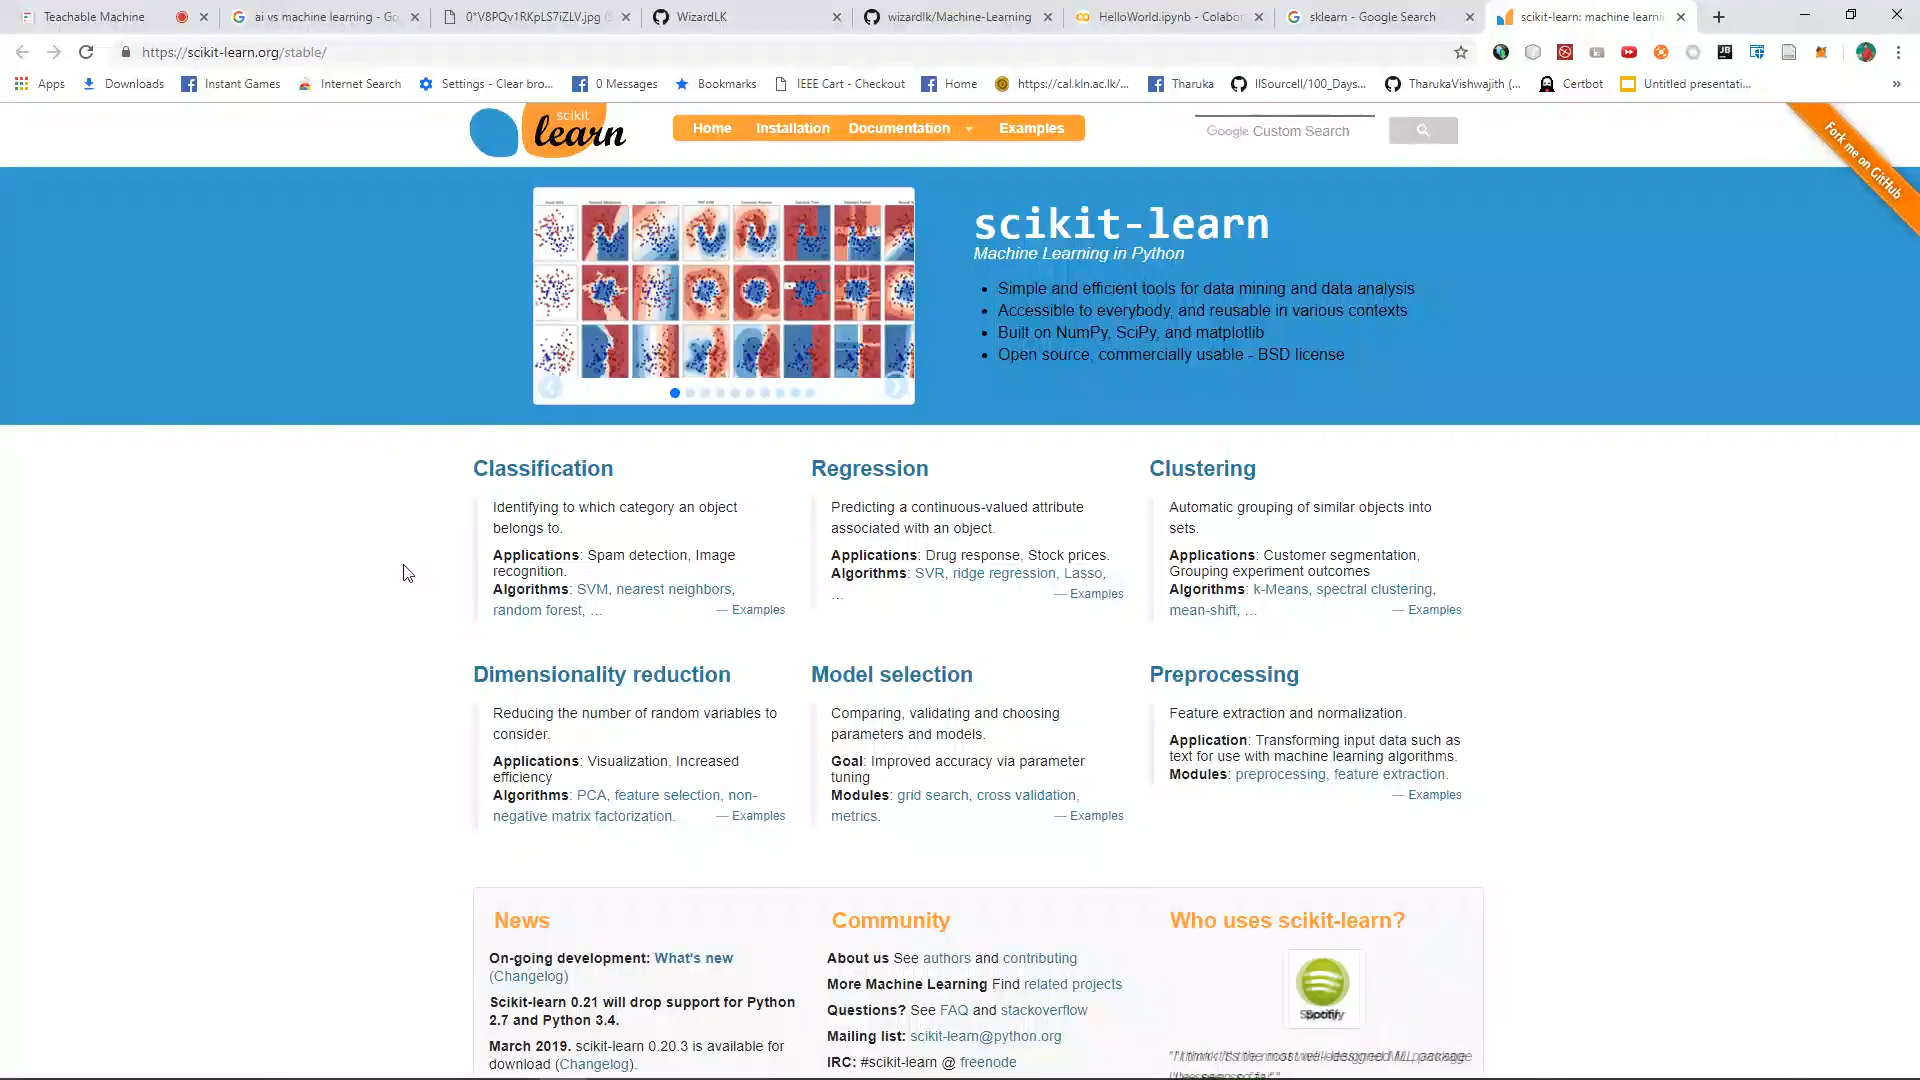 Teachable Machine
ai vs machine learning - Go
0*V8PQv1RKpLS7iZLV.jpg (
WizardLK
wizardlk/Machine-Learning
HelloWorld.ipynb - Colabor
sklearn - Google Search
scikit-learn: machine learnin
https://scikit-learn.org/stable/
Apps
Downloads
Instant Games
Internet Search
Settings - Clear bro...
0 Messages
Bookmarks
IEEE Cart - Checkout
Home
https://cal.kln.ac.lk/...
Tharuka
llSourcell/100_Days...
TharukaVishwajith (...
Certbot
Untitled presentati...
scikit
learn
Home Installation Documentation Examples
Google Custom Search
Fork me on GitHub
scikit-learn
Machine Learning in Python
• Simple and efficient tools for data mining and data analysis
• Accessible to everybody, and reusable in various contexts
• Built on NumPy, SciPy, and matplotlib
• Open source, commercially usable - BSD license
Classification
Identifying to which category an object
belongs to.
Applications: Spam detection, Image
recognition.
Algorithms: SVM, nearest neighbors,
random forest, ... — Examples
Regression
Predicting a continuous-valued attribute
associated with an object.
Applications: Drug response, Stock prices.
Algorithms: SVR, ridge regression, Lasso,
... — Examples
Clustering
Automatic grouping of similar objects into
sets.
Applications: Customer segmentation,
Grouping experiment outcomes
Algorithms: k-Means, spectral clustering,
mean-shift, ... — Examples
Dimensionality reduction
Reducing the number of random variables to
consider.
Applications: Visualization, Increased
efficiency
Algorithms: PCA, feature selection, non-
negative matrix factorization. — Examples
Model selection
Comparing, validating and choosing
parameters and models.
Goal: Improved accuracy via parameter
tuning
Modules: grid search, cross validation,
metrics. — Examples
Preprocessing
Feature extraction and normalization.
Application: Transforming input data such as
text for use with machine learning algorithms.
Modules: preprocessing, feature extraction.
— Examples
News
On-going development: What's new
(Changelog)
Scikit-learn 0.21 will drop support for Python
2.7 and Python 3.4.
March 2019. scikit-learn 0.20.3 is available for
download (Changelog).
Community
About us See authors and contributing
More Machine Learning Find related projects
Questions? See FAQ and stackoverflow
Mailing list: scikit-learn@python.org
IRC: #scikit-learn @ freenode
Who uses scikit-learn?
Spotify